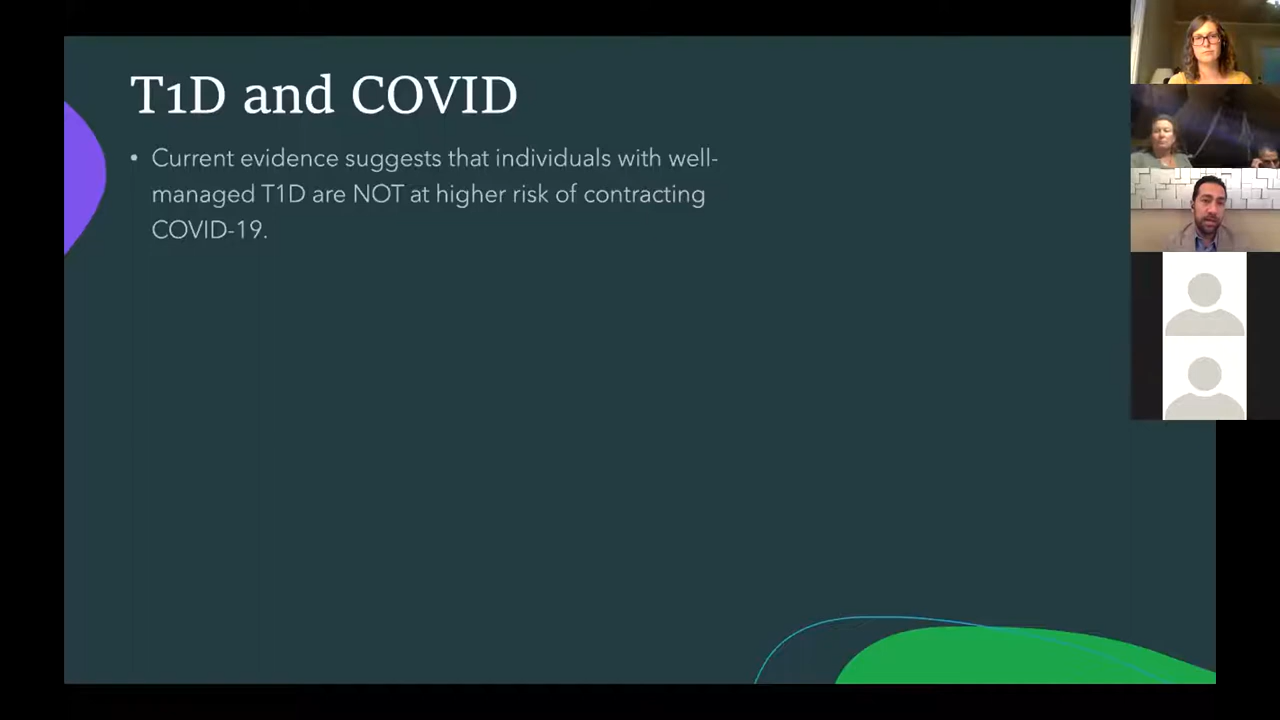 T1D and COVID
• Current evidence suggests that individuals with well-
managed T1D are NOT at higher risk of contracting
COVID-19.